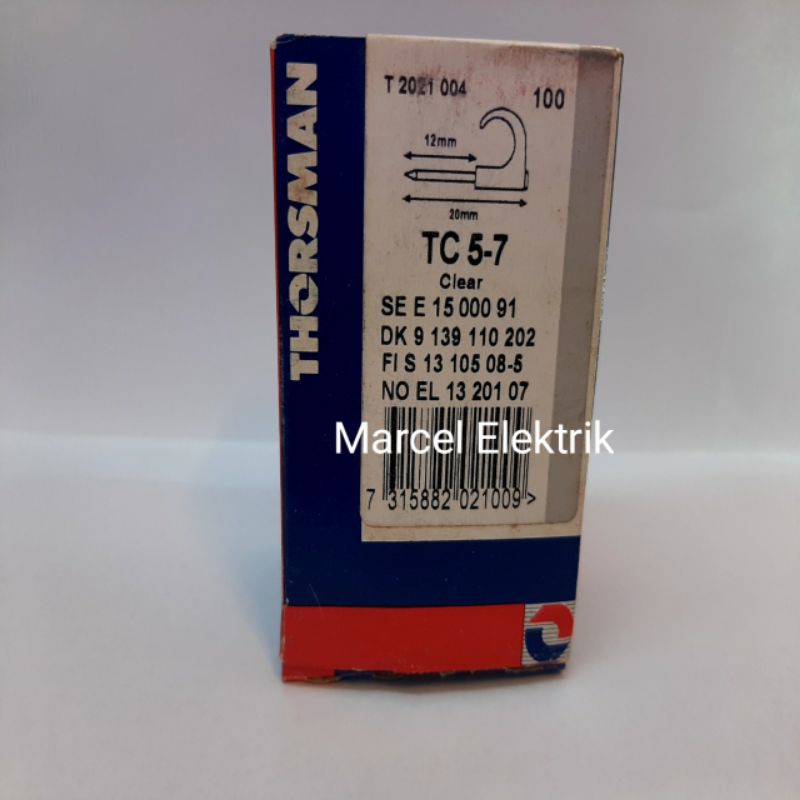 THORSMAN
T 2021 004
100
12mm
20mm
TC 5-7
Clear
SE E 15 000 91
DK 9 139 110 202
FI S 13 105 08-5
NO EL 13 201 07
Marcel Elektrik
7 315882 021009 >